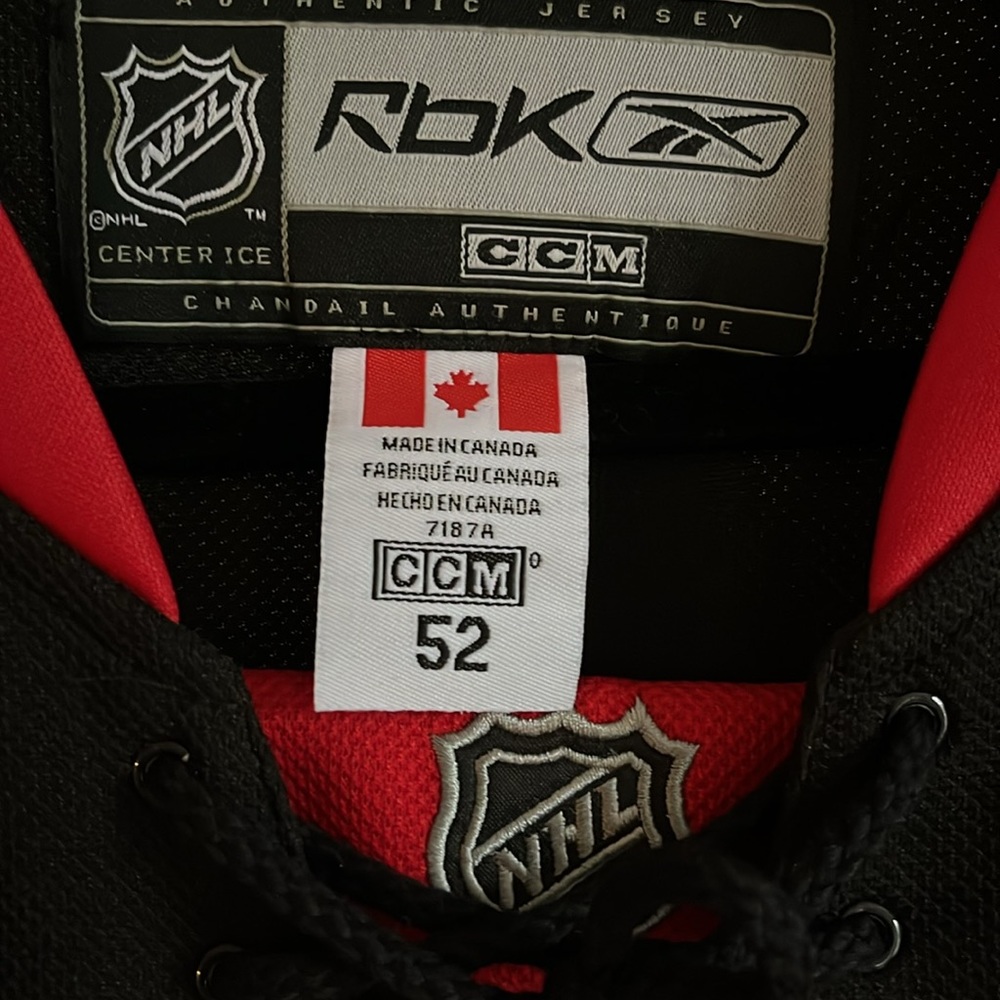 AUTHENTIC JERSEY
NHL
Rbk
©NHL TM
CENTER ICE
CCM
CHANDAIL AUTHENTIQUE
MADE IN CANADA
FABRIQUÉ AU CANADA
HECHO EN CANADA
7187A
CCM
52
NHL